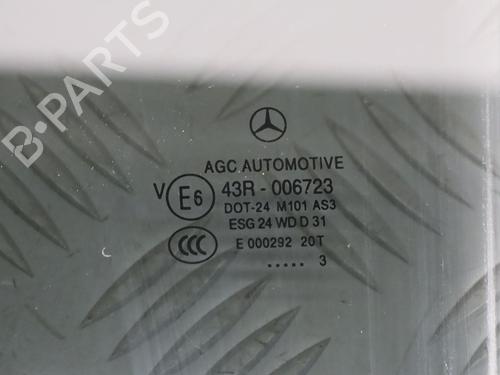 B-PARTS
AGC AUTOMOTIVE
V E6 43R - 006723
DOT-24 M101 AS3
ESG 24 WD D 31
CCC E 000292 20T
..... 3